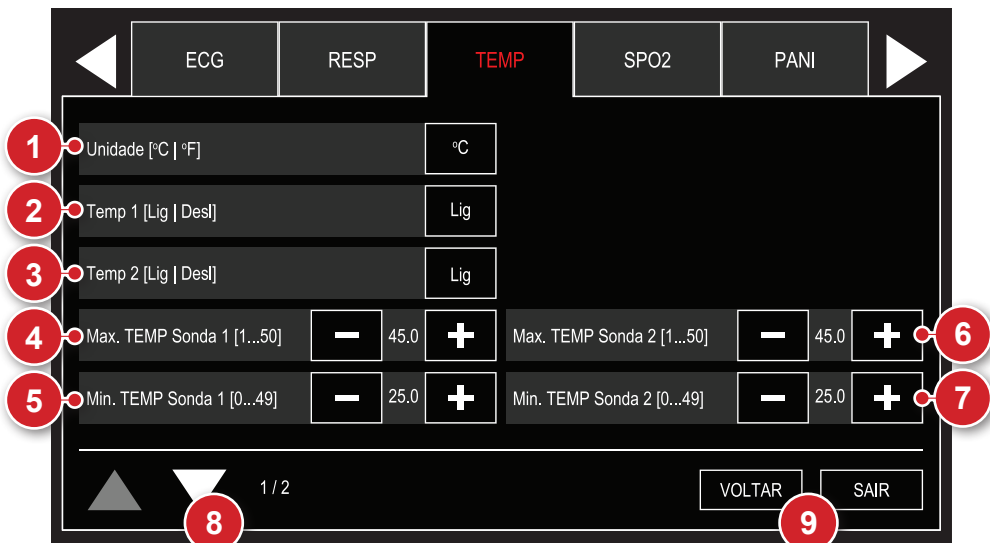 ECG RESP TEMP SPO2 PANI
1 Unidade [ºC | ºF] ºC
2 Temp 1 [Lig | Desl] Lig
3 Temp 2 [Lig | Desl] Lig
4 Max. TEMP Sonda 1 [1...50] − 45.0 + Max. TEMP Sonda 2 [1...50] − 45.0 + 6
5 Min. TEMP Sonda 1 [0...49] − 25.0 + Min. TEMP Sonda 2 [0...49] − 25.0 + 7
1 / 2 VOLTAR SAIR
8 9